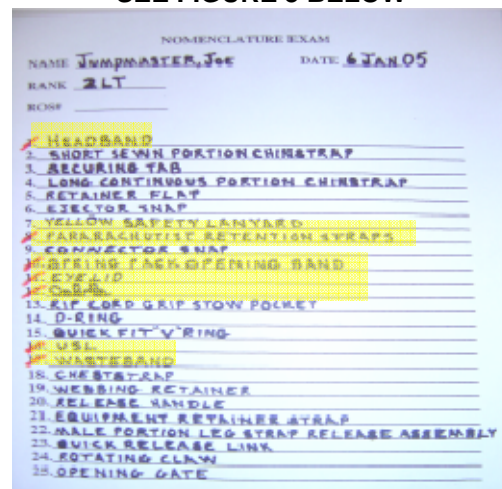 SEE FIGURE BELOW
NOMENCLATURE EXAM
NAME JUMPMASTER, JOE DATE 6 JAN 05
RANK 2LT
ROS#
HEADBAND
2. SHORT SEWN PORTION CHINSTRAP
3. SECURING TAB
4. LONG CONTINUOUS PORTION CHINSTRAP
5. RETAINER FLAP
6. EJECTOR SNAP
7. YELLOW SAFETY LANYARD
PARARACHUTIST RETENTION STRAPS
9. CONNECTOR SNAP
SPRING PACK OPENING BAND
EYELID
13. RIP CORD GRIP STOW POCKET
14. D-RING
15. QUICK FIT "V" RING
USL
WASTEBAND
18. CHESTSTRAP
19. WEBBING RETAINER
20. RELEASE HANDLE
21. EQUIPMENT RETAINER STRAP
22. MALE PORTION LEG STRAP RELEASE ASSEMBLY
23. QUICK RELEASE LINK
24. ROTATING CLAW
25. OPENING GATE